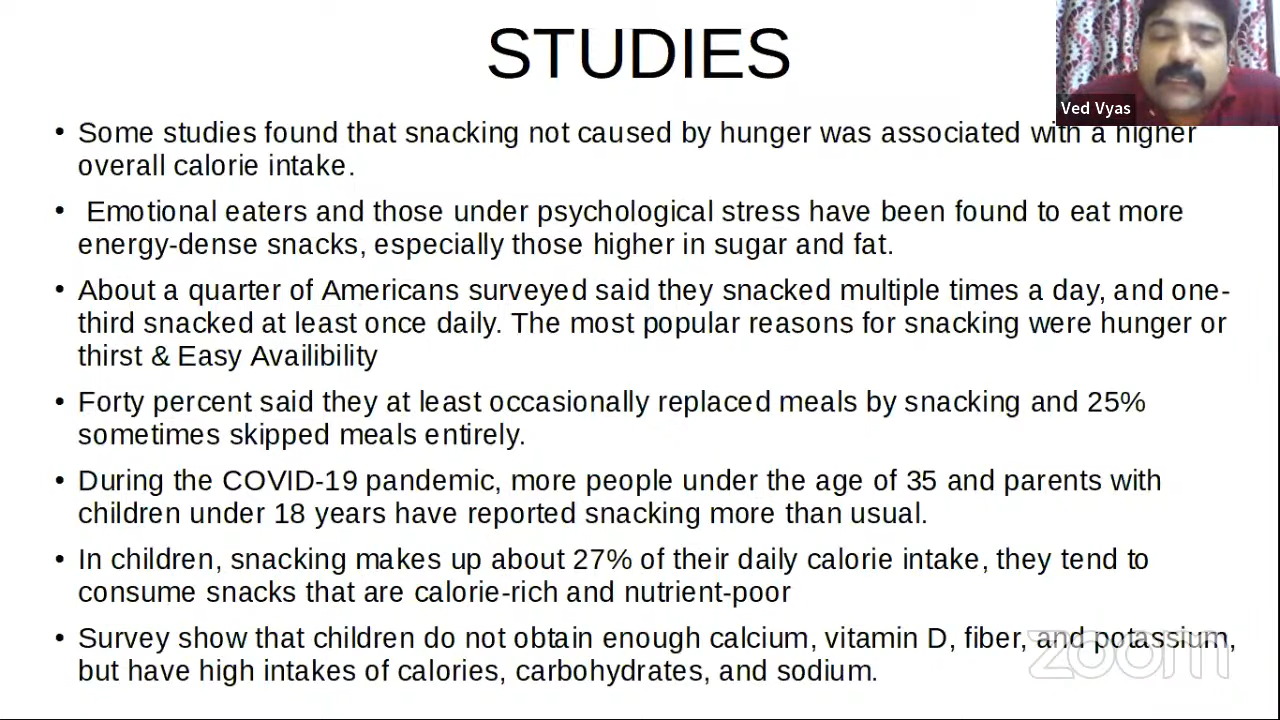 STUDIES
Ved Vyas
• Some studies found that snacking not caused by hunger was associated with a higher
overall calorie intake.
• Emotional eaters and those under psychological stress have been found to eat more
energy-dense snacks, especially those higher in sugar and fat.
• About a quarter of Americans surveyed said they snacked multiple times a day, and one-
third snacked at least once daily. The most popular reasons for snacking were hunger or
thirst & Easy Availibility
• Forty percent said they at least occasionally replaced meals by snacking and 25%
sometimes skipped meals entirely.
• During the COVID-19 pandemic, more people under the age of 35 and parents with
children under 18 years have reported snacking more than usual.
• In children, snacking makes up about 27% of their daily calorie intake, they tend to
consume snacks that are calorie-rich and nutrient-poor
• Survey show that children do not obtain enough calcium, vitamin D, fiber, and potassium,
but have high intakes of calories, carbohydrates, and sodium.
zoom